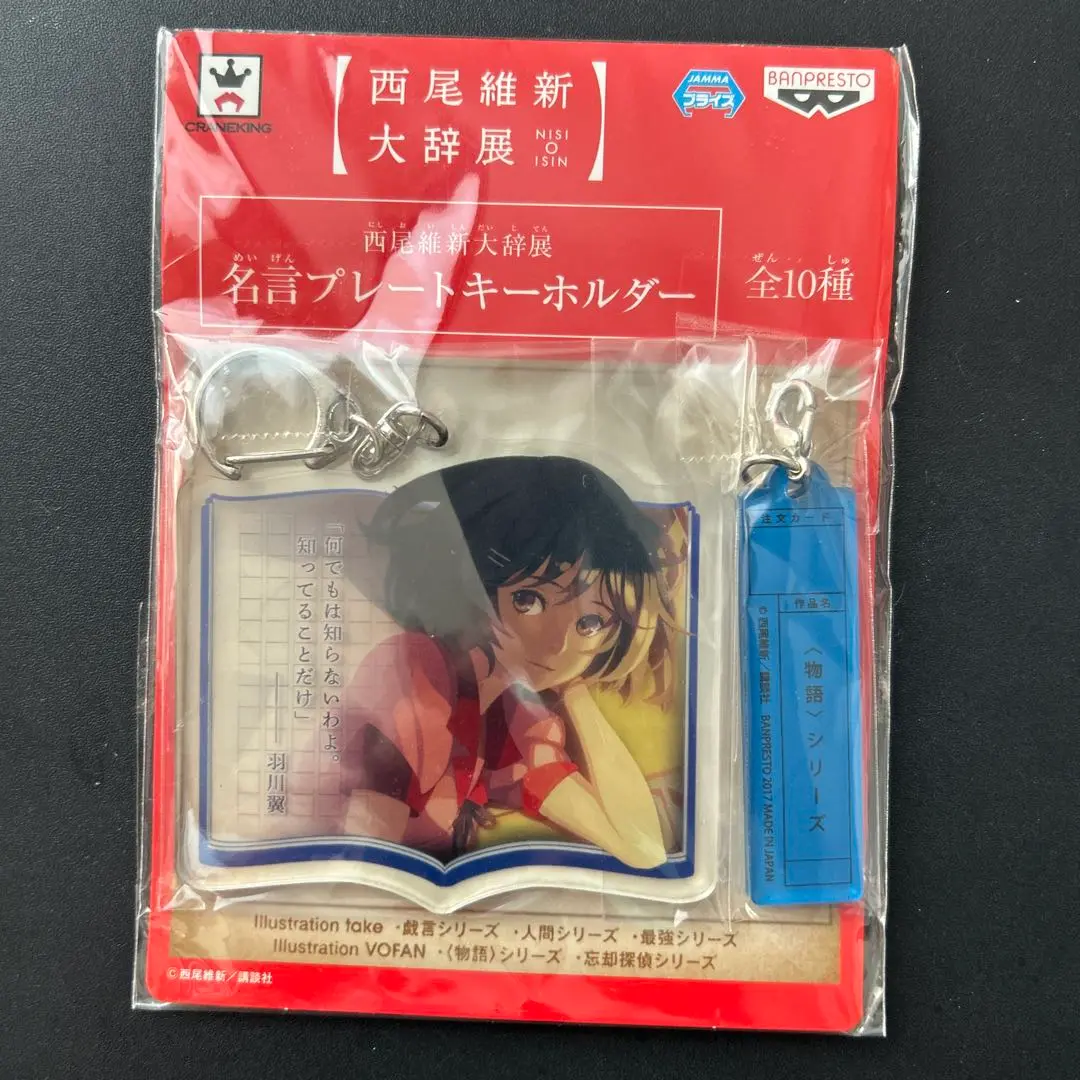 CRANEKING
西尾維新
大辞展
NISI
O
ISIN
JAMMA
プライズ
BANPRESTO
にしおいしんだいじてん
西尾維新大辞展
めいげん
名言プレートキーホルダー
ぜん しゅ
全10種
「何でもは知らないわよ。
知ってることだけ」
――羽川翼
注文カード
作品名
〈物語〉シリーズ
©西尾維新/講談社 BANPRESTO 2017 MADE IN JAPAN
Illustration take ・戯言シリーズ ・人間シリーズ ・最強シリーズ
Illustration VOFAN ・〈物語〉シリーズ ・忘却探偵シリーズ
©西尾維新/講談社